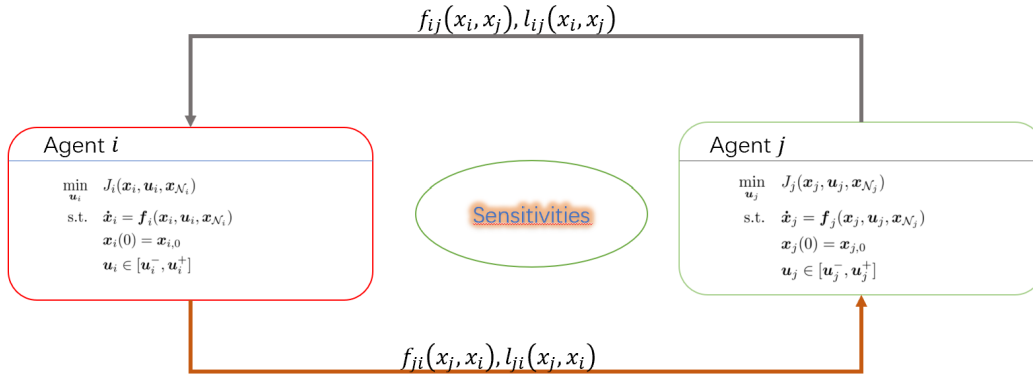 f_{ij}(x_i, x_j), l_{ij}(x_i, x_j)
Agent i
min_{u_i} J_i(x_i, u_i, x_{𝒩_i})
s.t. ẋ_i = f_i(x_i, u_i, x_{𝒩_i})
x_i(0) = x_{i,0}
u_i ∈ [u_i^-, u_i^+]
Sensitivities
Agent j
min_{u_j} J_j(x_j, u_j, x_{𝒩_j})
s.t. ẋ_j = f_j(x_j, u_j, x_{𝒩_j})
x_j(0) = x_{j,0}
u_j ∈ [u_j^-, u_j^+]
f_{ji}(x_j, x_i), l_{ji}(x_j, x_i)